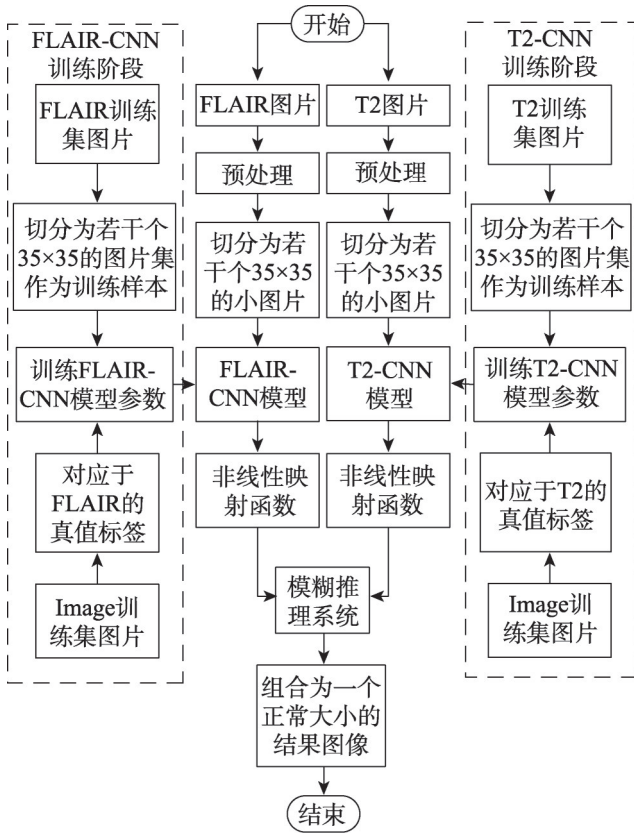 开始
FLAIR-CNN
训练阶段
FLAIR训练
集图片
切分为若干个
35×35的图片集
作为训练样本
训练FLAIR-
CNN模型参数
对应于
FLAIR的
真值标签
Image训
练集图片
FLAIR图片
预处理
切分为若
干个35×35
的小图片
FLAIR-
CNN模型
非线性映
射函数
T2图片
预处理
切分为若
干个35×35
的小图片
T2-CNN
模型
非线性映
射函数
T2-CNN
训练阶段
T2训练
集图片
切分为若干个
35×35的图片集
作为训练样本
训练T2-CNN
模型参数
对应于T2的
真值标签
Image训
练集图片
模糊推
理系统
组合为一个
正常大小的
结果图像
结束